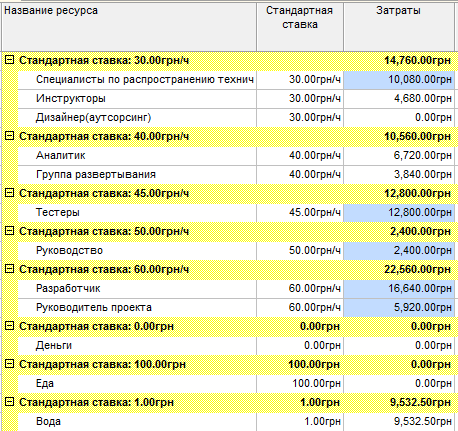 Название ресурса Стандартная ставка Затраты
Стандартная ставка: 30.00грн/ч 14,760.00грн
Специалисты по распространению технич 30.00грн/ч 10,080.00грн
Инструкторы 30.00грн/ч 4,680.00грн
Дизайнер(аутсорсинг) 30.00грн/ч 0.00грн
Стандартная ставка: 40.00грн/ч 10,560.00грн
Аналитик 40.00грн/ч 6,720.00грн
Группа развертывания 40.00грн/ч 3,840.00грн
Стандартная ставка: 45.00грн/ч 12,800.00грн
Тестеры 45.00грн/ч 12,800.00грн
Стандартная ставка: 50.00грн/ч 2,400.00грн
Руководство 50.00грн/ч 2,400.00грн
Стандартная ставка: 60.00грн/ч 22,560.00грн
Разработчик 60.00грн/ч 16,640.00грн
Руководитель проекта 60.00грн/ч 5,920.00грн
Стандартная ставка: 0.00грн 0.00грн 0.00грн
Деньги 0.00грн 0.00грн
Стандартная ставка: 100.00грн 100.00грн 0.00грн
Еда 100.00грн 0.00грн
Стандартная ставка: 1.00грн 1.00грн 9,532.50грн
Вода 1.00грн 9,532.50грн